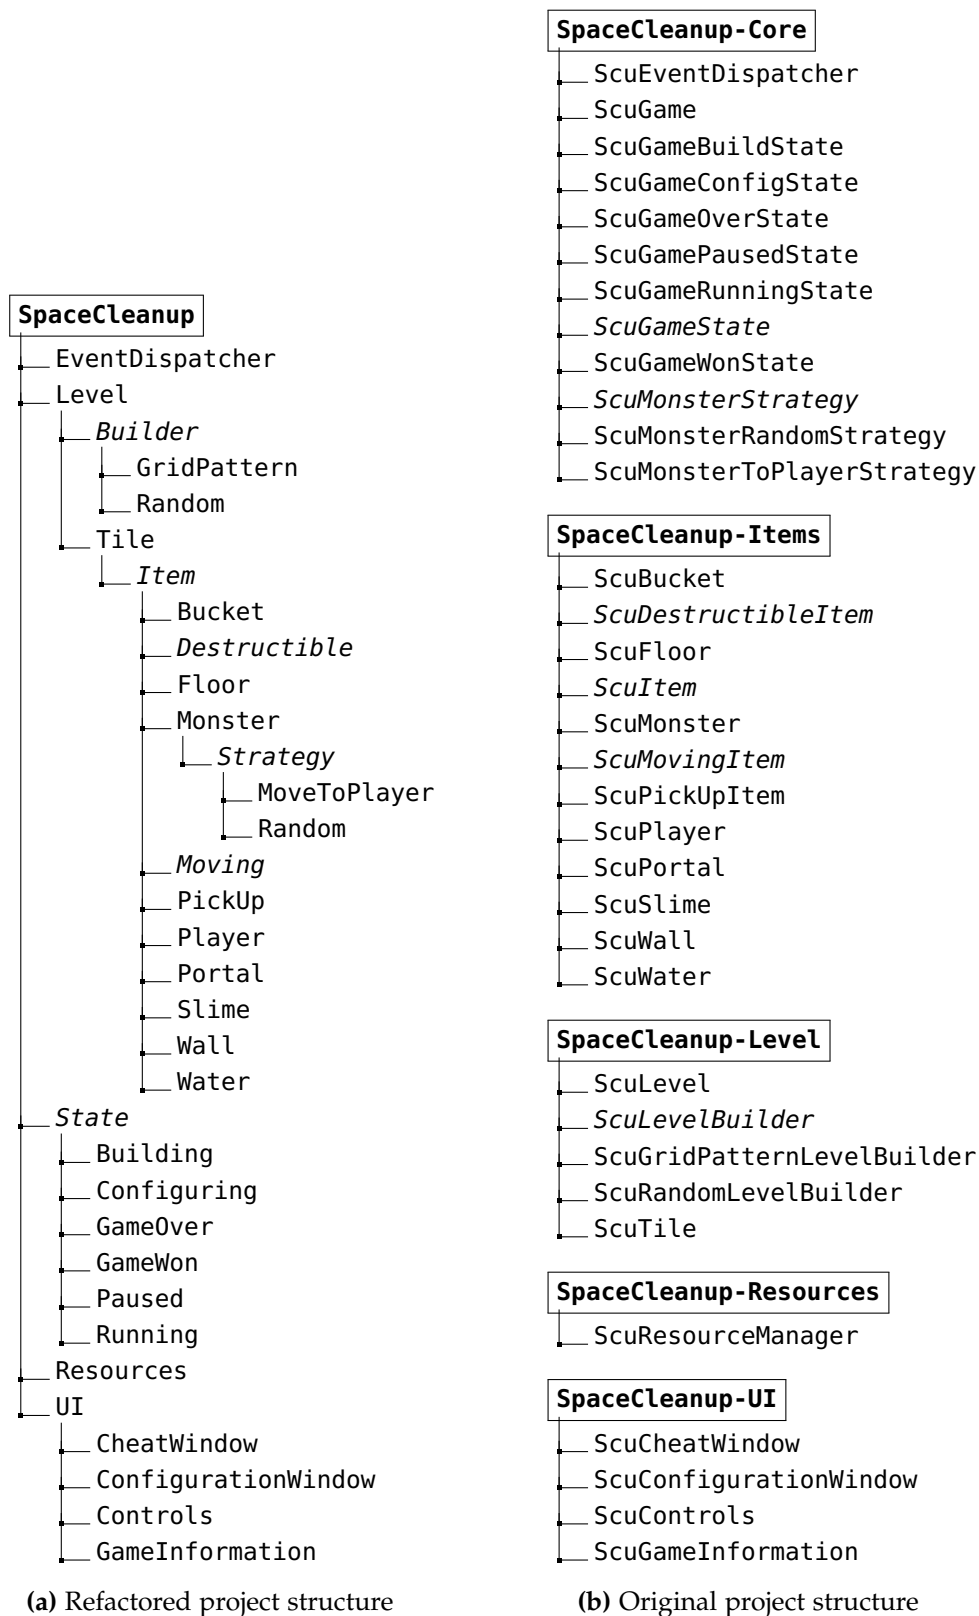 SpaceCleanup
EventDispatcher
Level
Builder
GridPattern
Random
Tile
Item
Bucket
Destructible
Floor
Monster
Strategy
MoveToPlayer
Random
Moving
PickUp
Player
Portal
Slime
Wall
Water
State
Building
Configuring
GameOver
GameWon
Paused
Running
Resources
UI
CheatWindow
ConfigurationWindow
Controls
GameInformation
(a) Refactored project structure
SpaceCleanup-Core
ScuEventDispatcher
ScuGame
ScuGameBuildState
ScuGameConfigState
ScuGameOverState
ScuGamePausedState
ScuGameRunningState
ScuGameState
ScuGameWonState
ScuMonsterStrategy
ScuMonsterRandomStrategy
ScuMonsterToPlayerStrategy
SpaceCleanup-Items
ScuBucket
ScuDestructibleItem
ScuFloor
ScuItem
ScuMonster
ScuMovingItem
ScuPickUpItem
ScuPlayer
ScuPortal
ScuSlime
ScuWall
ScuWater
SpaceCleanup-Level
ScuLevel
ScuLevelBuilder
ScuGridPatternLevelBuilder
ScuRandomLevelBuilder
ScuTile
SpaceCleanup-Resources
ScuResourceManager
SpaceCleanup-UI
ScuCheatWindow
ScuConfigurationWindow
ScuControls
ScuGameInformation
(b) Original project structure